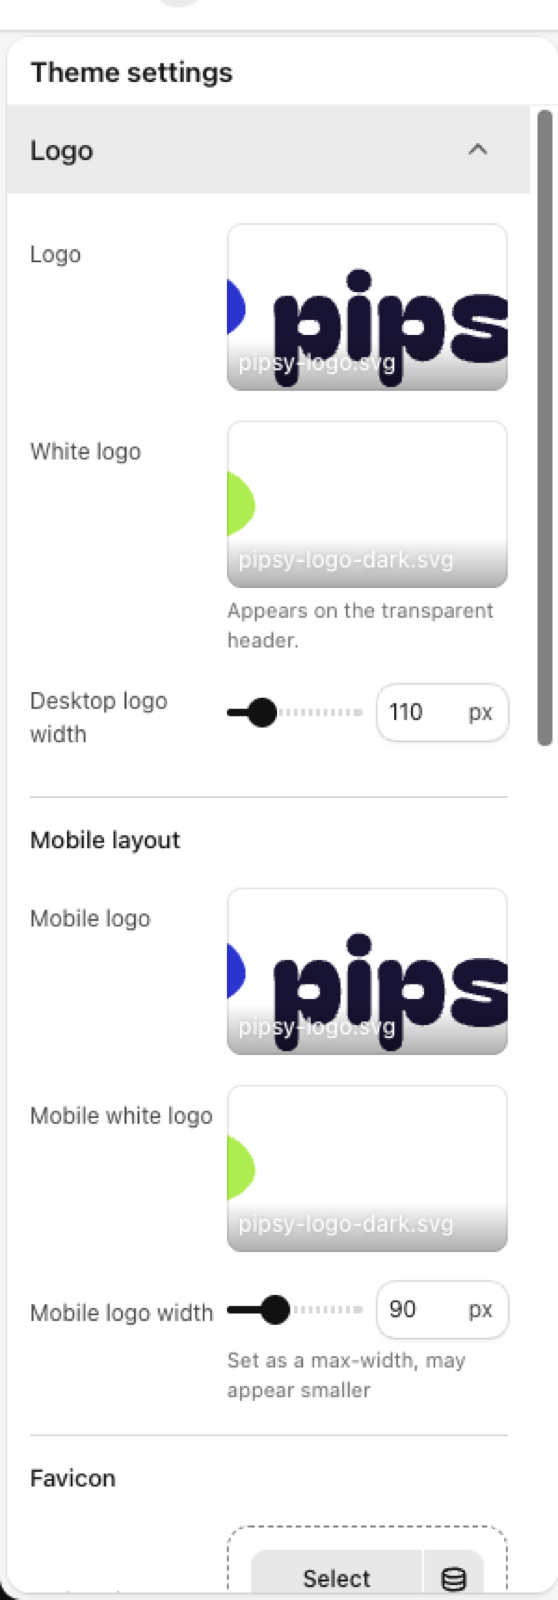 Theme settings
Logo
Logo
pips
pipsy-logo.svg
White logo
pipsy-logo-dark.svg
Appears on the transparent
header.
Desktop logo
width
110 px
Mobile layout
Mobile logo
pips
pipsy-logo.svg
Mobile white logo
pipsy-logo-dark.svg
Mobile logo width
90 px
Set as a max-width, may
appear smaller
Favicon
Select